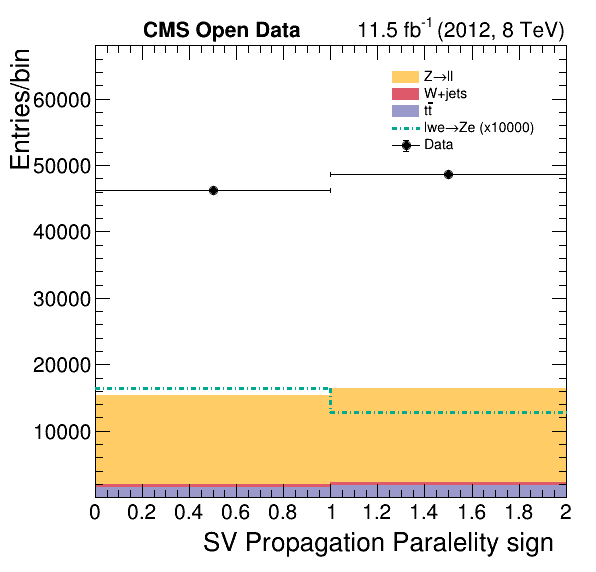 CMS Open Data 11.5 fb⁻¹ (2012, 8 TeV)
Entries/bin
Z→ll
W+jets
tt̄
lwe→Ze (x10000)
Data
60000
50000
40000
30000
20000
10000
0 0.2 0.4 0.6 0.8 1 1.2 1.4 1.6 1.8 2
SV Propagation Paralelity sign